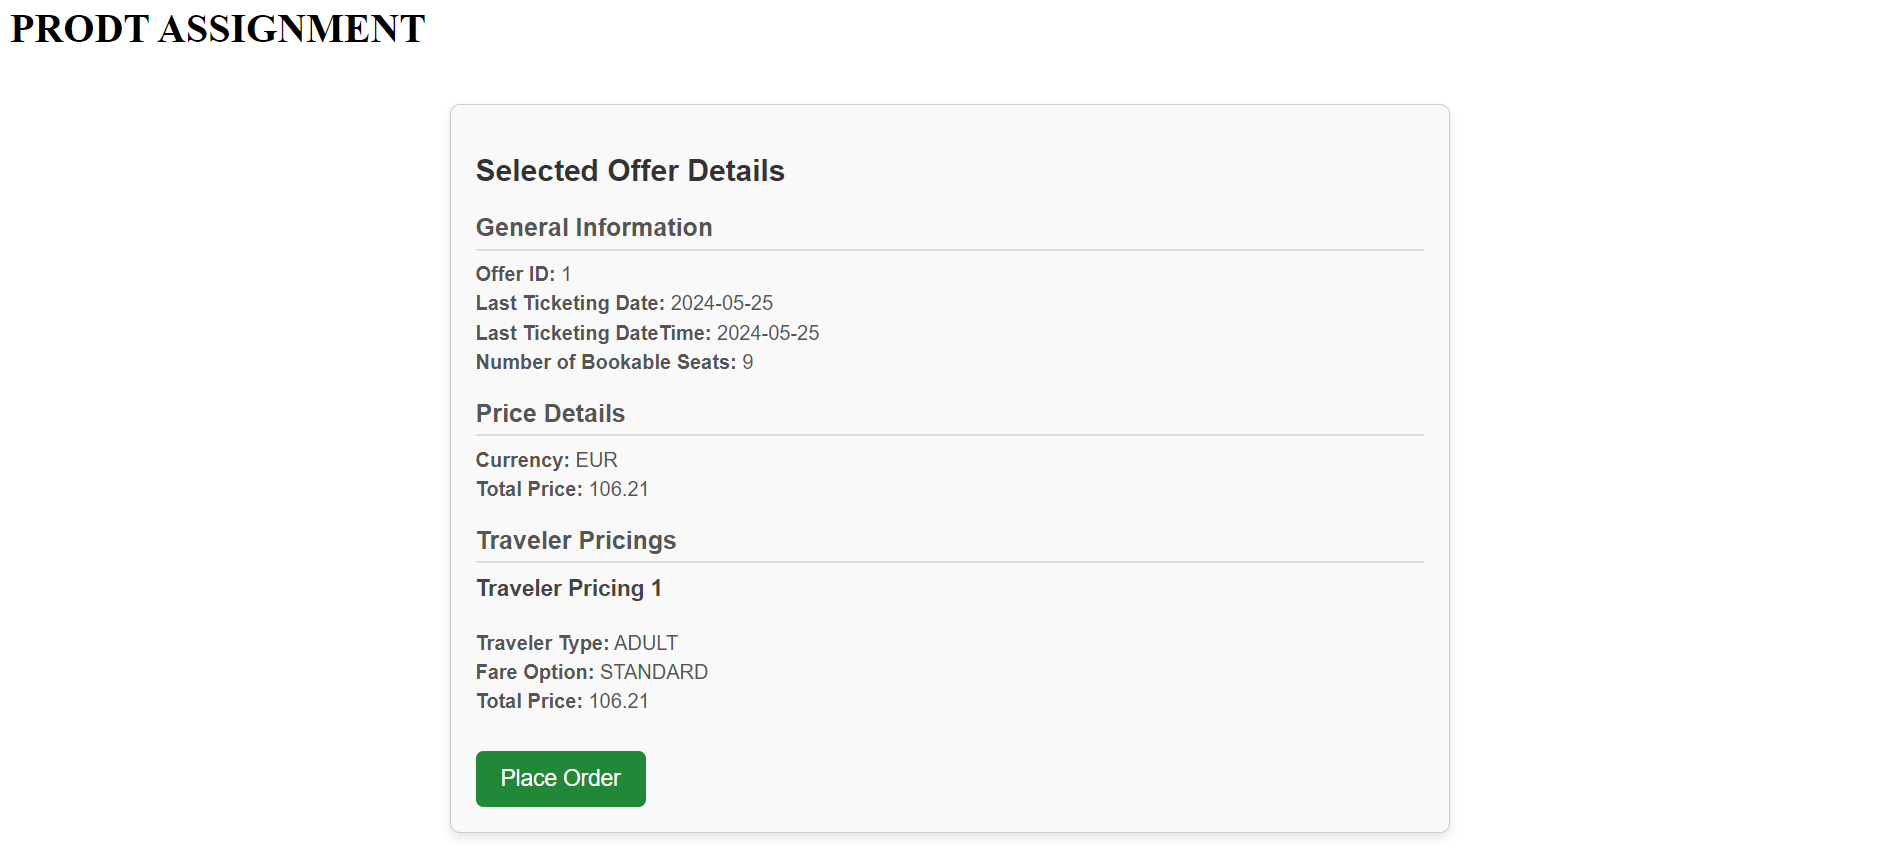 PRODT ASSIGNMENT
Selected Offer Details
General Information
Offer ID: 1
Last Ticketing Date: 2024-05-25
Last Ticketing DateTime: 2024-05-25
Number of Bookable Seats: 9
Price Details
Currency: EUR
Total Price: 106.21
Traveler Pricings
Traveler Pricing 1
Traveler Type: ADULT
Fare Option: STANDARD
Total Price: 106.21
Place Order